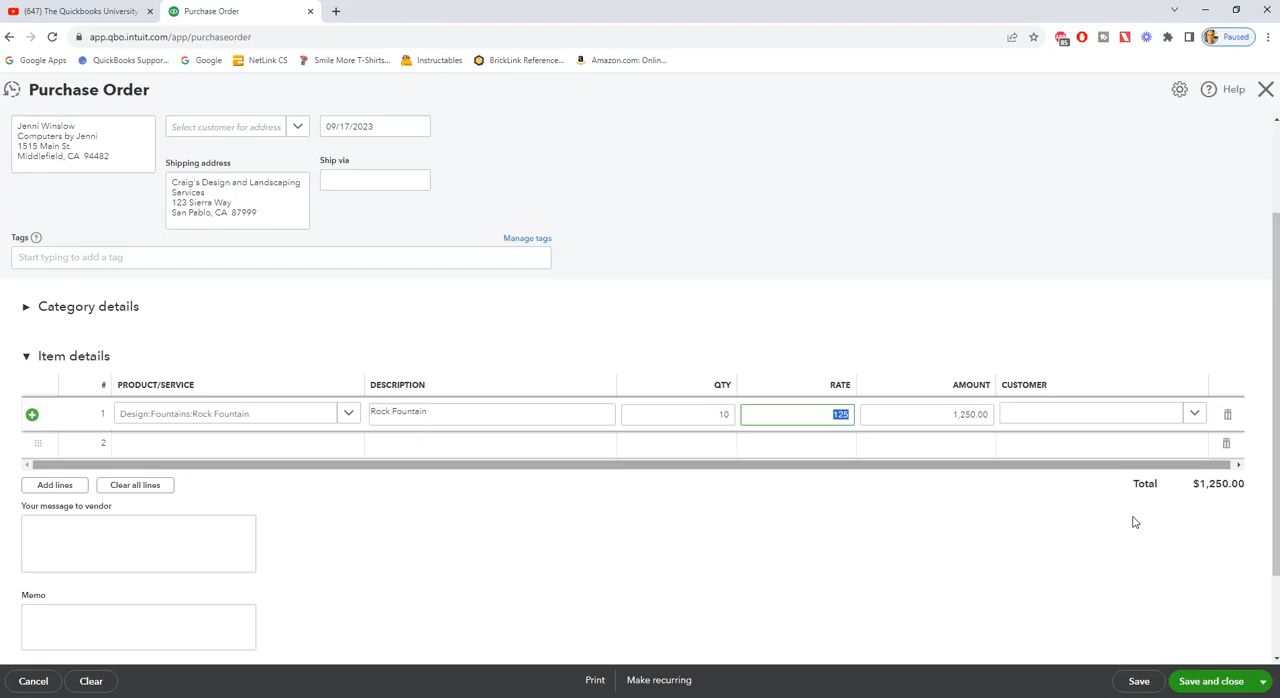 (647) The Quickbooks University
Purchase Order
app.qbo.intuit.com/app/purchaseorder
Paused
Google Apps
QuickBooks Suppor...
Google
NetLink CS
Smile More T-Shirts...
Instructables
BrickLink Reference...
Amazon.com: Onlin...
Purchase Order
Help
Jenni Winslow
Computers by Jenni
1515 Main St.
Middlefield, CA 94482
Select customer for address
09/17/2023
Shipping address
Ship via
Craig's Design and Landscaping
Services
123 Sierra Way
San Pablo, CA 87999
Tags
Manage tags
Start typing to add a tag
Category details
Item details
# PRODUCT/SERVICE DESCRIPTION QTY RATE AMOUNT CUSTOMER
1 Design:Fountains:Rock Fountain Rock Fountain 10 125 1,250.00
2
Add lines
Clear all lines
Total $1,250.00
Your message to vendor
Memo
Cancel
Clear
Print
Make recurring
Save
Save and close